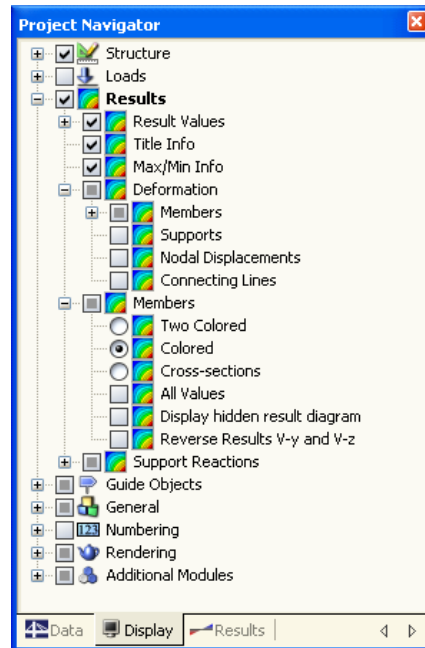 Project Navigator
Structure
Loads
Results
Result Values
Title Info
Max/Min Info
Deformation
Members
Supports
Nodal Displacements
Connecting Lines
Members
Two Colored
Colored
Cross-sections
All Values
Display hidden result diagram
Reverse Results V-y and V-z
Support Reactions
Guide Objects
General
123 Numbering
Rendering
Additional Modules
Data Display Results